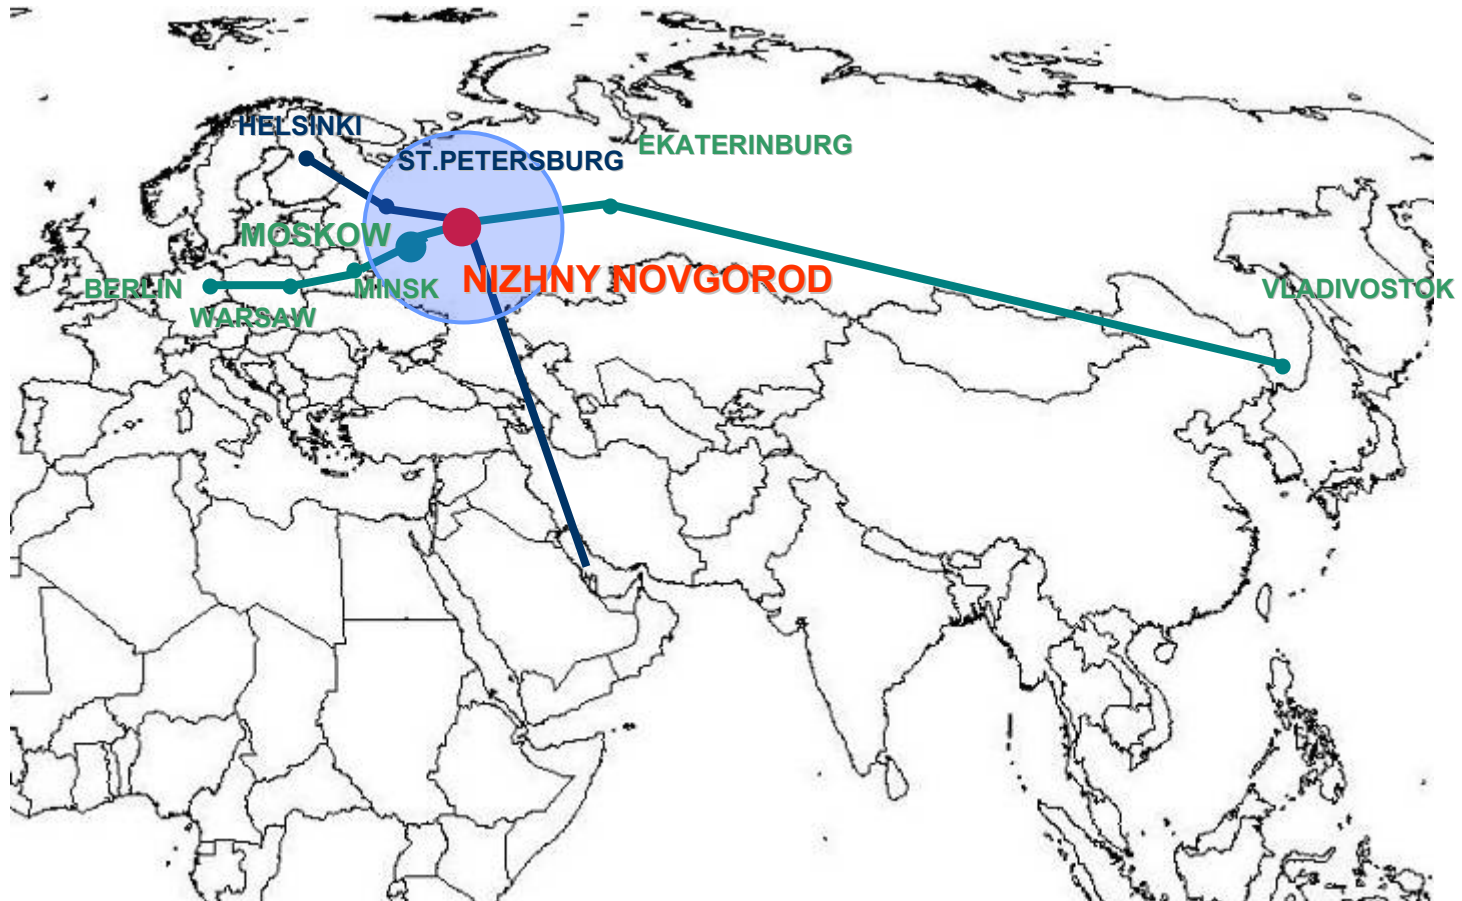 HELSINKI
EKATERINBURG
ST.PETERSBURG
MOSKOW
NIZHNY NOVGOROD
BERLIN
MINSK
VLADIVOSTOK
WARSAW